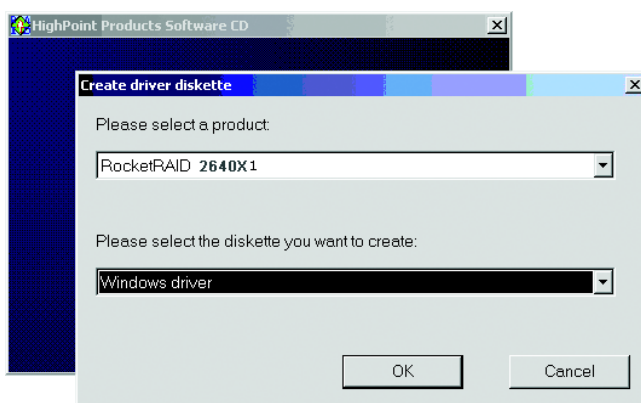 HighPoint Products Software CD
Create driver diskette
Please select a product:
RocketRAID 2640X1
Please select the diskette you want to create:
Windows driver
OK
Cancel